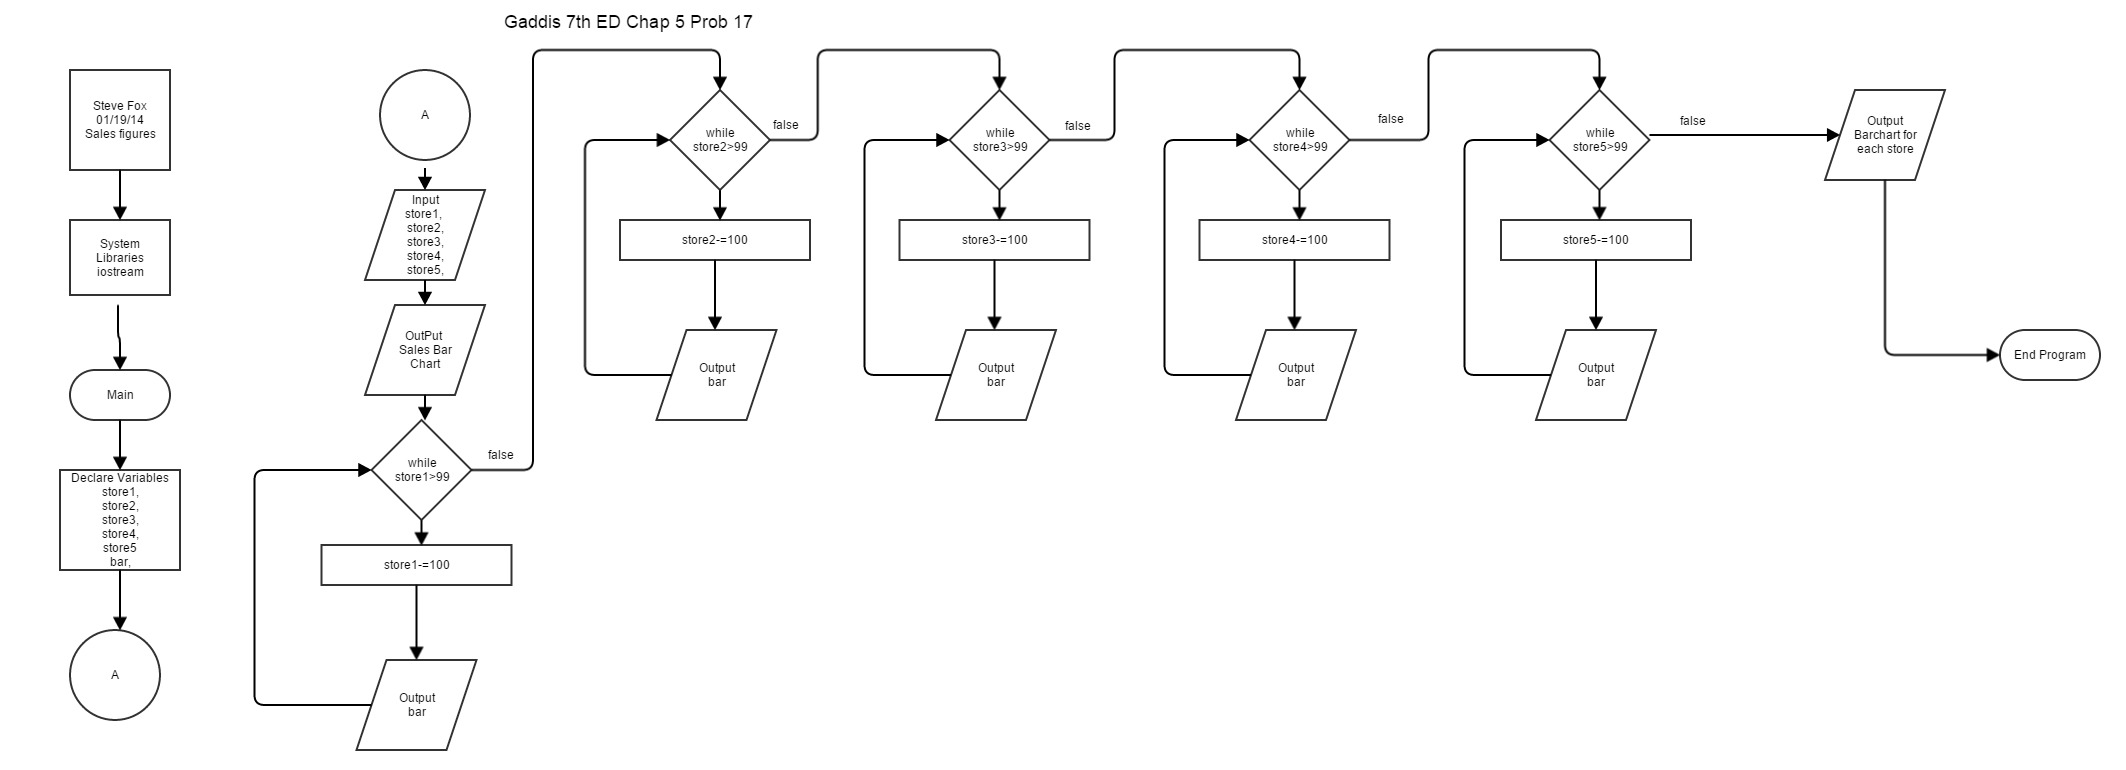 Gaddis 7th ED Chap 5 Prob 17
Steve Fox
01/19/14
Sales figures
System
Libraries
iostream
Main
Declare Variables
store1,
store2,
store3,
store4,
store5
bar,
A
A
Input
store1,
store2,
store3,
store4,
store5,
OutPut
Sales Bar
Chart
while
store1>99
false
store1-=100
Output
bar
while
store2>99
false
store2-=100
Output
bar
while
store3>99
false
store3-=100
Output
bar
while
store4>99
false
store4-=100
Output
bar
while
store5>99
false
store5-=100
Output
bar
Output
Barchart for
each store
End Program